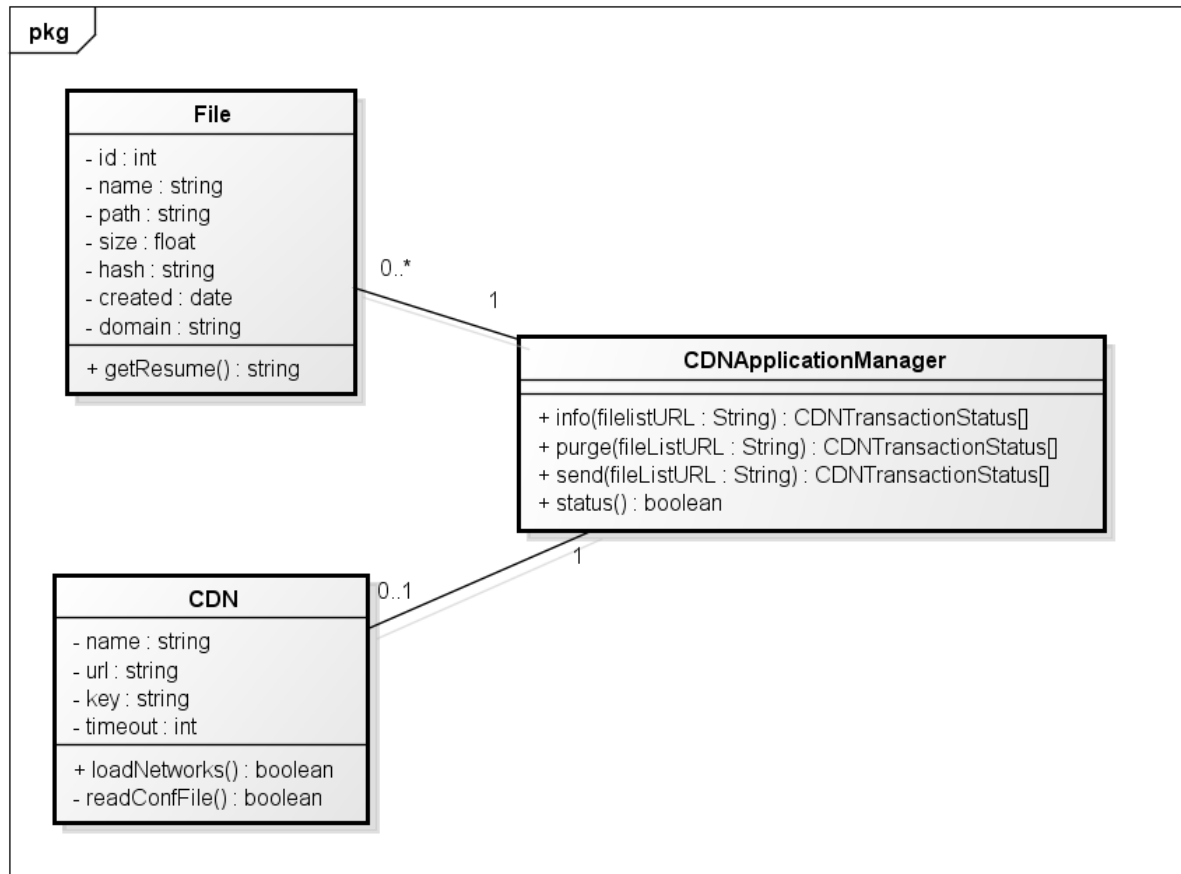 pkg
File
- id : int
- name : string
- path : string
- size : float
- hash : string
- created : date
- domain : string
+ getResume() : string
0..*
1
CDNApplicationManager
+ info(filelistURL : String) : CDNTransactionStatus[]
+ purge(fileListURL : String) : CDNTransactionStatus[]
+ send(fileListURL : String) : CDNTransactionStatus[]
+ status() : boolean
1
0..1
CDN
- name : string
- url : string
- key : string
- timeout : int
+ loadNetworks() : boolean
- readConfFile() : boolean